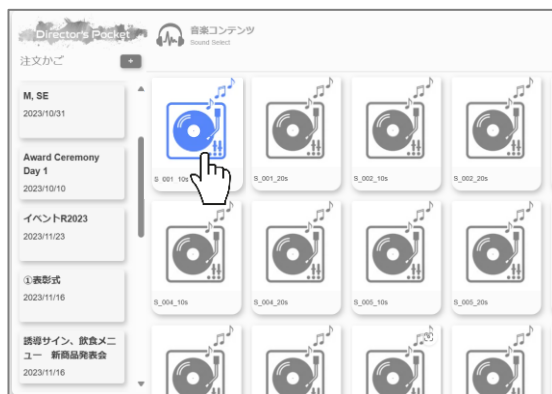 Director's Pocket
音楽コンテンツ
Sound Select
注文かご
+
M, SE
2023/10/31
Award Ceremony
Day 1
2023/10/10
イベントR2023
2023/11/23
①表彰式
2023/11/16
誘導サイン、飲食メニ
ュー 新商品発表会
2023/11/16
S_001_10s
S_001_20s
S_002_10s
S_002_20s
S_004_10s
S_004_20s
S_005_10s
S_005_20s